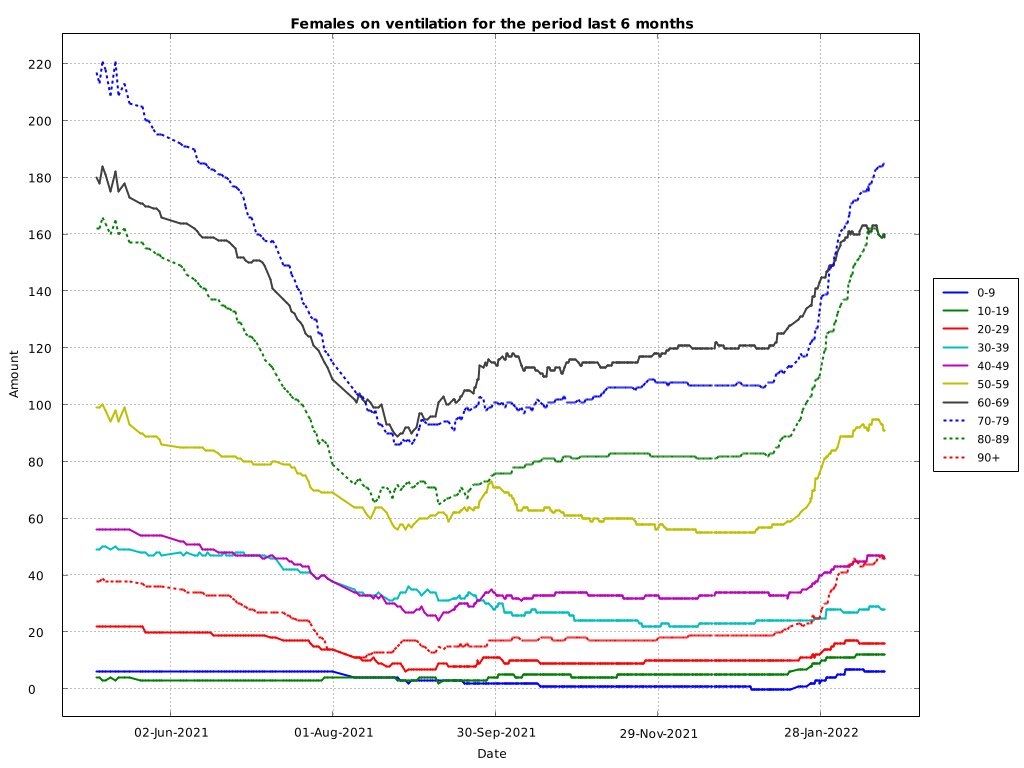 Females on ventilation for the period last 6 months
Amount
220
200
180
160
140
120
100
80
60
40
20
0
02-Jun-2021
01-Aug-2021
30-Sep-2021
29-Nov-2021
28-Jan-2022
Date
0-9
10-19
20-29
30-39
40-49
50-59
60-69
70-79
80-89
90+